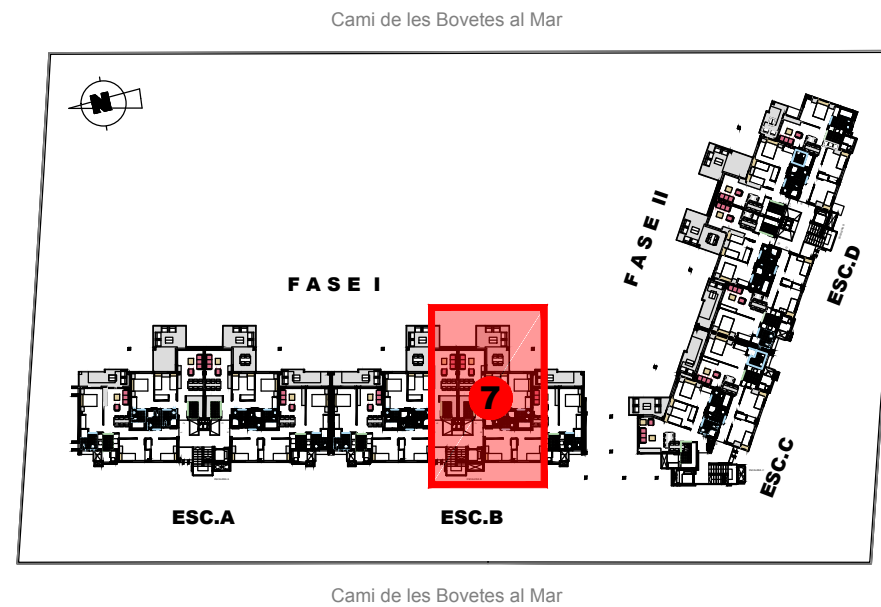 Cami de les Bovetes al Mar
N
FASE I
FASE II
ESC.D
7
ESC.C
ESC.A
ESC.B
Cami de les Bovetes al Mar